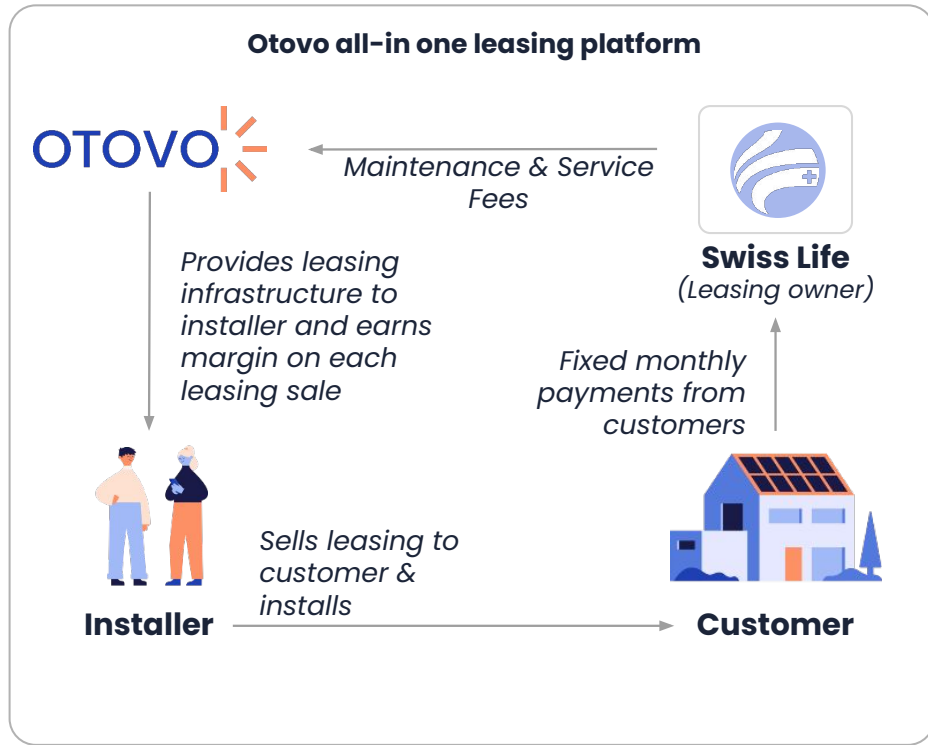 Otovo all-in one leasing platform
OTOVO
Maintenance & Service
Fees
Swiss Life
(Leasing owner)
Provides leasing
infrastructure to
installer and earns
margin on each
leasing sale
Fixed monthly
payments from
customers
Sells leasing to
customer &
installs
Installer
Customer